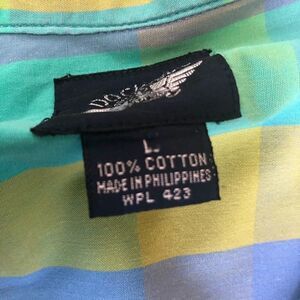 L
100% COTTON
MADE IN PHILIPPINES
WPL 423